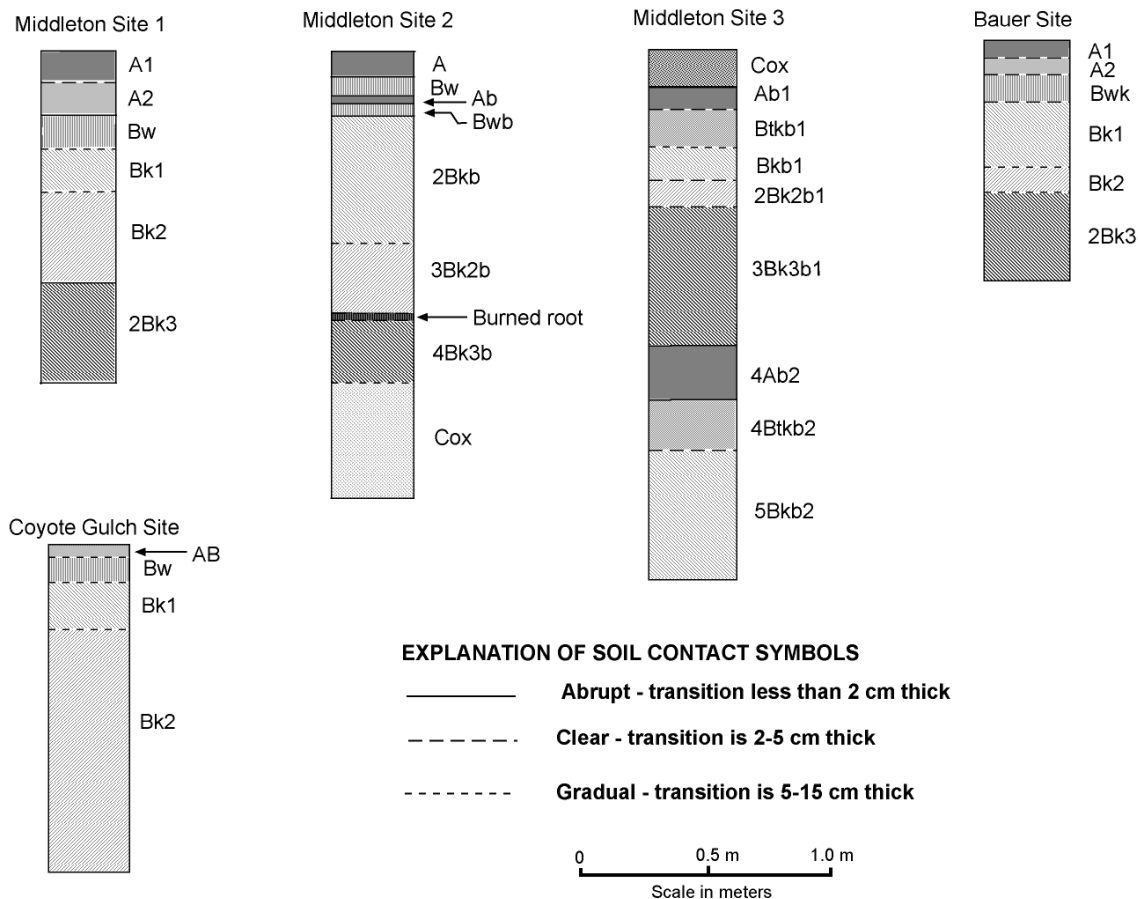 Middleton Site 1
A1
A2
Bw
Bk1
Bk2
2Bk3
Middleton Site 2
A
Bw
Ab
Bwb
2Bkb
3Bk2b
Burned root
4Bk3b
Cox
Middleton Site 3
Cox
Ab1
Btkb1
Bkb1
2Bk2b1
3Bk3b1
4Ab2
4Btkb2
5Bkb2
Bauer Site
A1
A2
Bwk
Bk1
Bk2
2Bk3
Coyote Gulch Site
AB
Bw
Bk1
Bk2
EXPLANATION OF SOIL CONTACT SYMBOLS
Abrupt - transition less than 2 cm thick
Clear - transition is 2-5 cm thick
Gradual - transition is 5-15 cm thick
0 0.5 m 1.0 m
Scale in meters